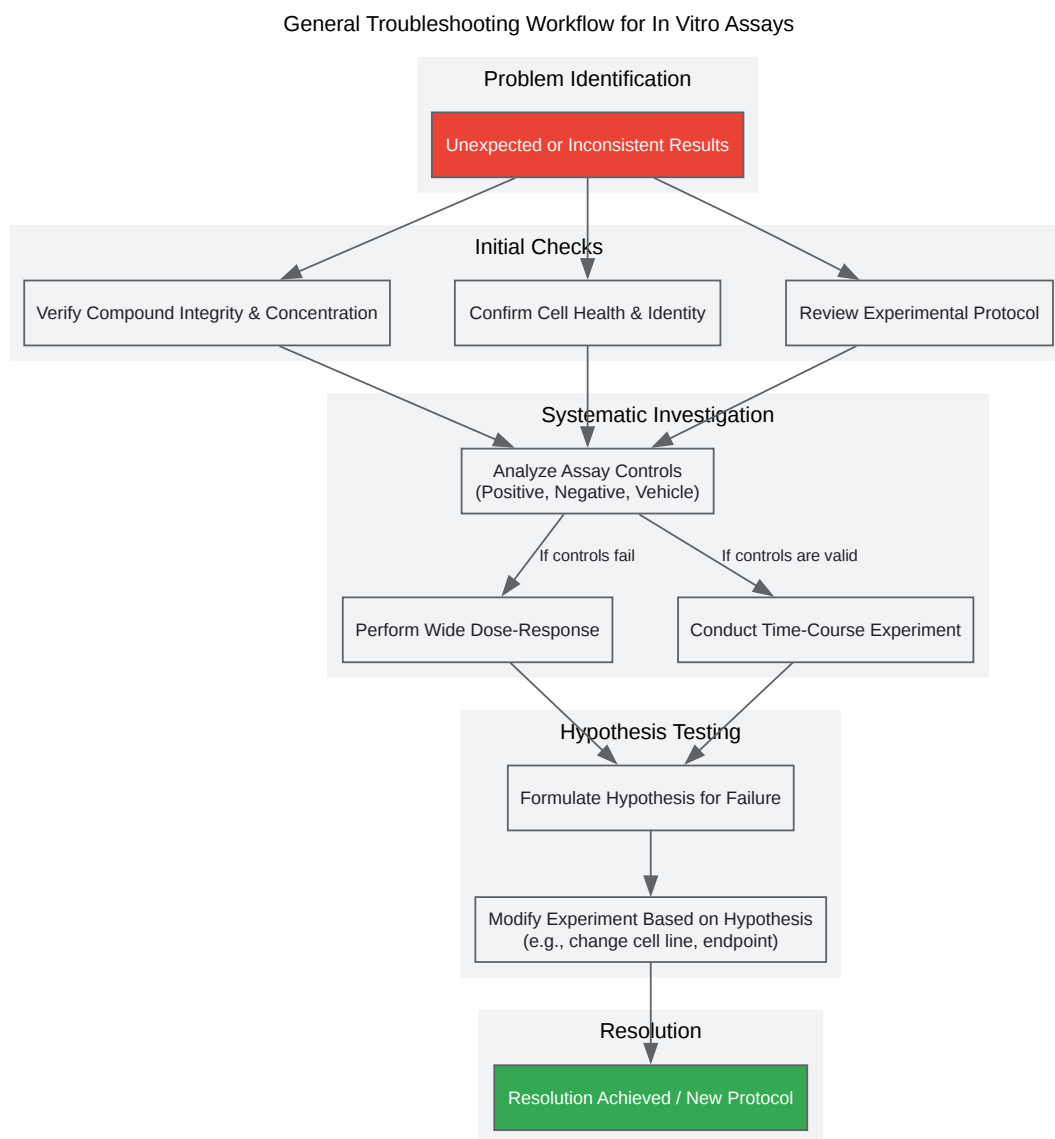 General Troubleshooting Workflow for In Vitro Assays
Problem Identification
Unexpected or Inconsistent Results
Initial Checks
Verify Compound Integrity & Concentration
Confirm Cell Health & Identity
Review Experimental Protocol
Systematic Investigation
Analyze Assay Controls
(Positive, Negative, Vehicle)
If controls fail
If controls are valid
Perform Wide Dose-Response
Conduct Time-Course Experiment
Hypothesis Testing
Formulate Hypothesis for Failure
Modify Experiment Based on Hypothesis
(e.g., change cell line, endpoint)
Resolution
Resolution Achieved / New Protocol